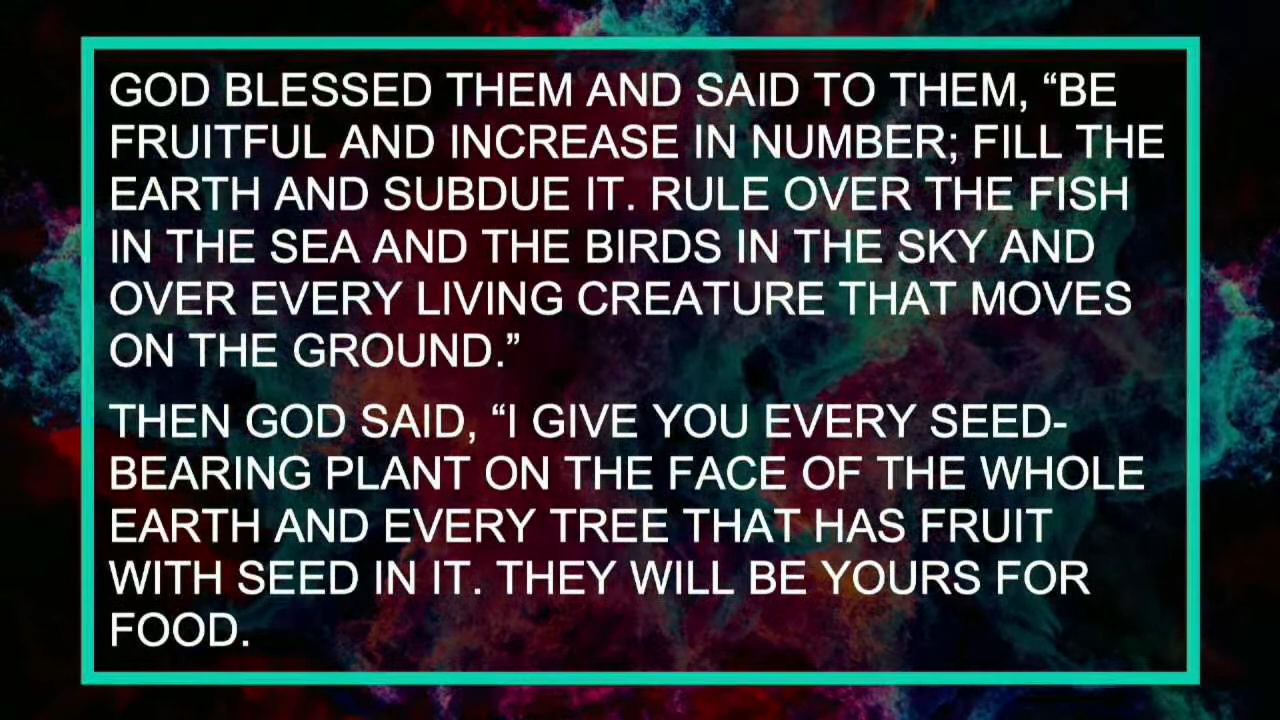 GOD BLESSED THEM AND SAID TO THEM, “BE
FRUITFUL AND INCREASE IN NUMBER; FILL THE
EARTH AND SUBDUE IT. RULE OVER THE FISH
IN THE SEA AND THE BIRDS IN THE SKY AND
OVER EVERY LIVING CREATURE THAT MOVES
ON THE GROUND.”
THEN GOD SAID, “I GIVE YOU EVERY SEED-
BEARING PLANT ON THE FACE OF THE WHOLE
EARTH AND EVERY TREE THAT HAS FRUIT
WITH SEED IN IT. THEY WILL BE YOURS FOR
FOOD.